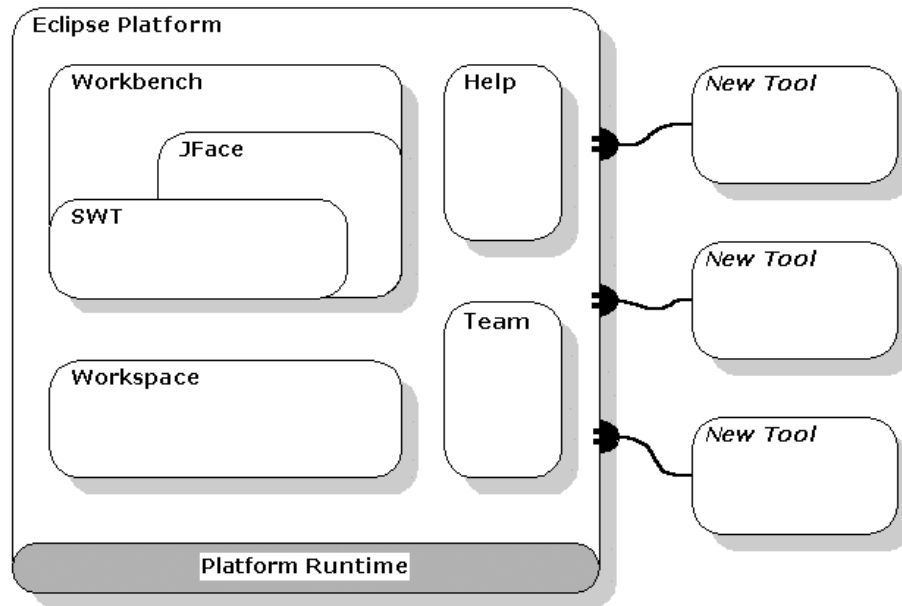 Eclipse Platform
Workbench
JFace
SWT
Workspace
Help
Team
Platform Runtime
New Tool
New Tool
New Tool